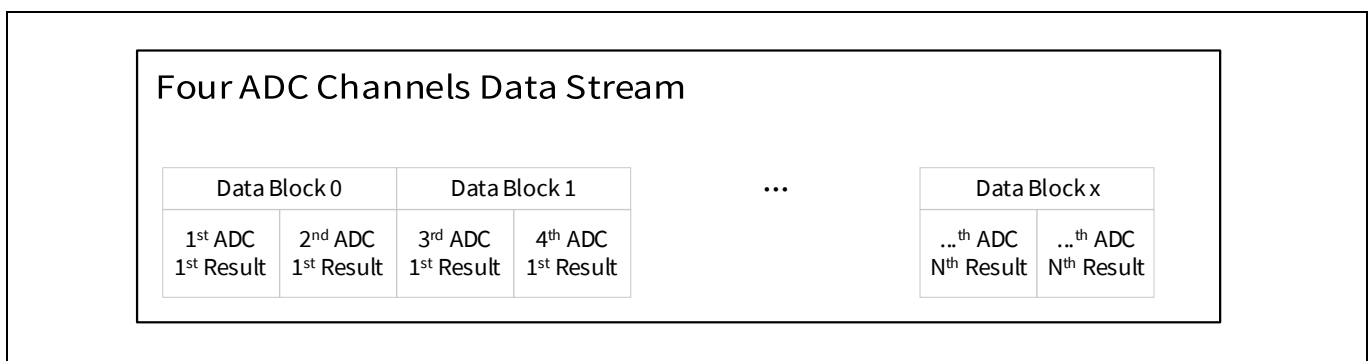 Four ADC Channels Data Stream
Data Block 0 Data Block 1 ... Data Block x
1st ADC 2nd ADC 3rd ADC 4th ADC ...th ADC ...th ADC
1st Result 1st Result 1st Result 1st Result Nth Result Nth Result